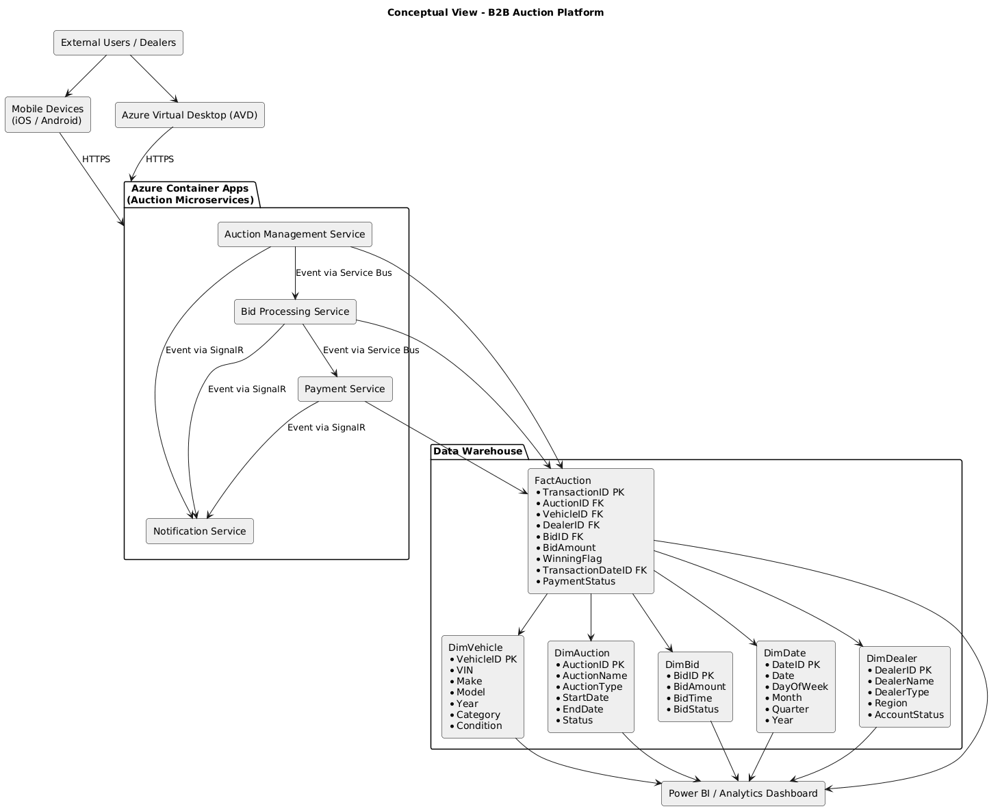 Conceptual View - B2B Auction Platform
External Users / Dealers
Mobile Devices
(iOS / Android)
Azure Virtual Desktop (AVD)
HTTPS
HTTPS
Azure Container Apps
(Auction Microservices)
Auction Management Service
Event via Service Bus
Bid Processing Service
Event via SignalR
Event via Service Bus
Event via SignalR
Payment Service
Event via SignalR
Notification Service
Data Warehouse
FactAuction
• TransactionID PK
• AuctionID FK
• VehicleID FK
• DealerID FK
• BidID FK
• BidAmount
• WinningFlag
• TransactionDateID FK
• PaymentStatus
DimVehicle
• VehicleID PK
• VIN
• Make
• Model
• Year
• Category
• Condition
DimAuction
• AuctionID PK
• AuctionName
• AuctionType
• StartDate
• EndDate
• Status
DimBid
• BidID PK
• BidAmount
• BidTime
• BidStatus
DimDate
• DateID PK
• Date
• DayOfWeek
• Month
• Quarter
• Year
DimDealer
• DealerID PK
• DealerName
• DealerType
• Region
• AccountStatus
Power BI / Analytics Dashboard